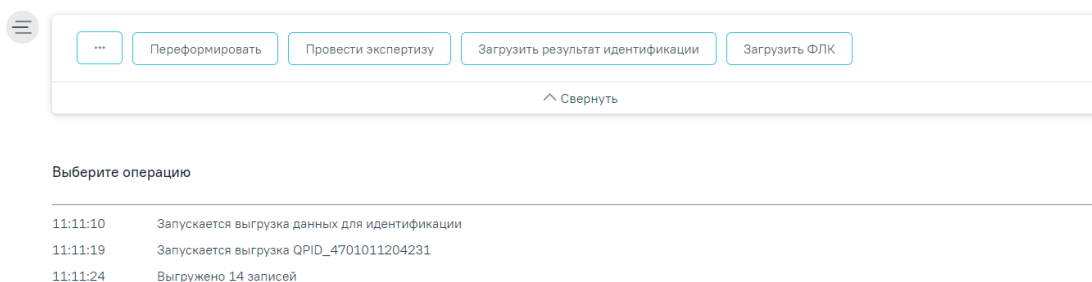 ... Переформировать Провести экспертизу Загрузить результат идентификации Загрузить ФЛК
Свернуть
Выберите операцию
11:11:10 Запускается выгрузка данных для идентификации
11:11:19 Запускается выгрузка QPID_4701011204231
11:11:24 Выгружено 14 записей